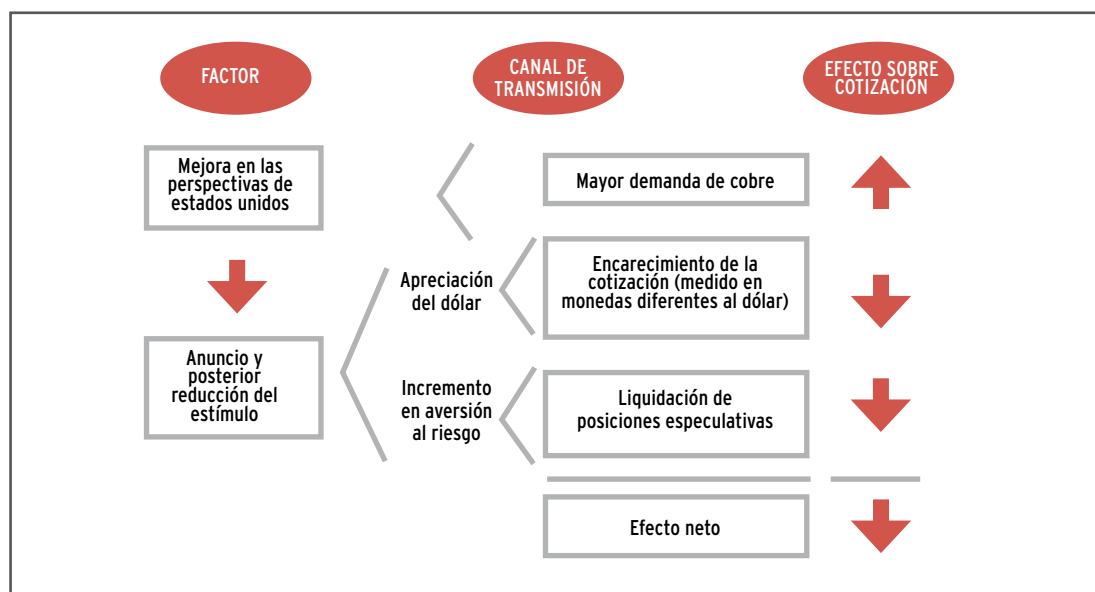 FACTOR
CANAL DE
TRANSMISIÓN
EFECTO SOBRE
COTIZACIÓN
Mejora en las
perspectivas de
estados unidos
Mayor demanda de cobre
Apreciación
del dólar
Encarecimiento de la
cotización (medido en
monedas diferentes al dólar)
Anuncio y
posterior
reducción del
estímulo
Incremento
en aversión
al riesgo
Liquidación de
posiciones especulativas
Efecto neto